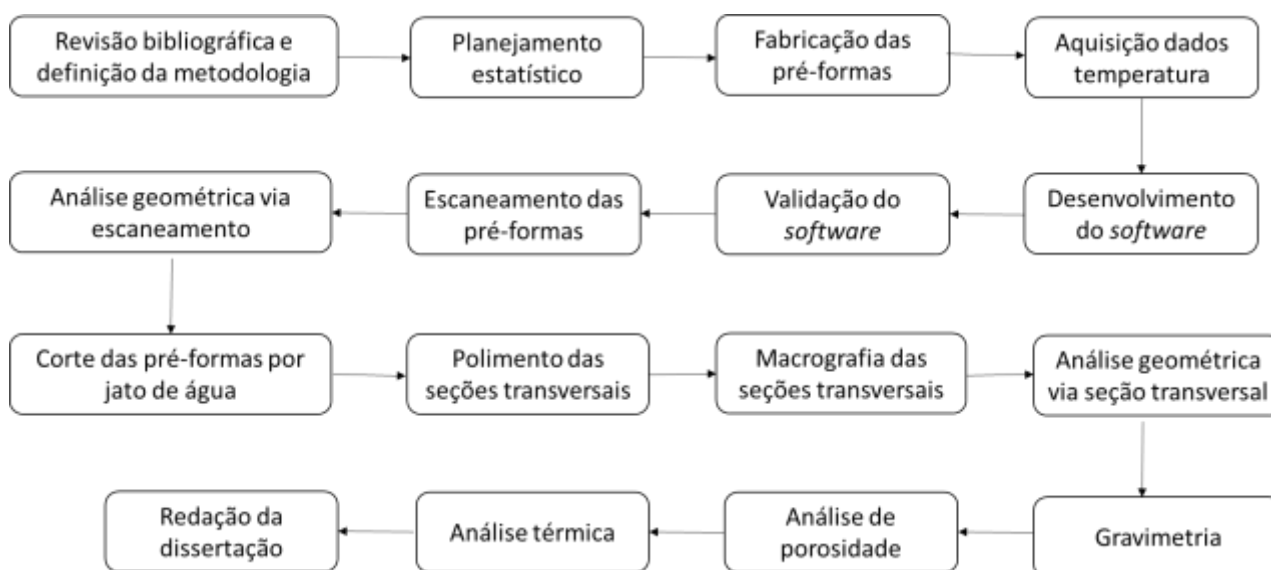 Revisão bibliográfica e
definição da metodologia
Planejamento
estatístico
Fabricação das
pré-formas
Aquisição dados
temperatura
Desenvolvimento
do software
Validação do
software
Escaneamento das
pré-formas
Análise geométrica via
escaneamento
Corte das pré-formas por
jato de água
Polimento das
seções transversais
Macrografia das
seções transversais
Análise geométrica
via seção transversal
Gravimetria
Análise de
porosidade
Análise térmica
Redação da
dissertação